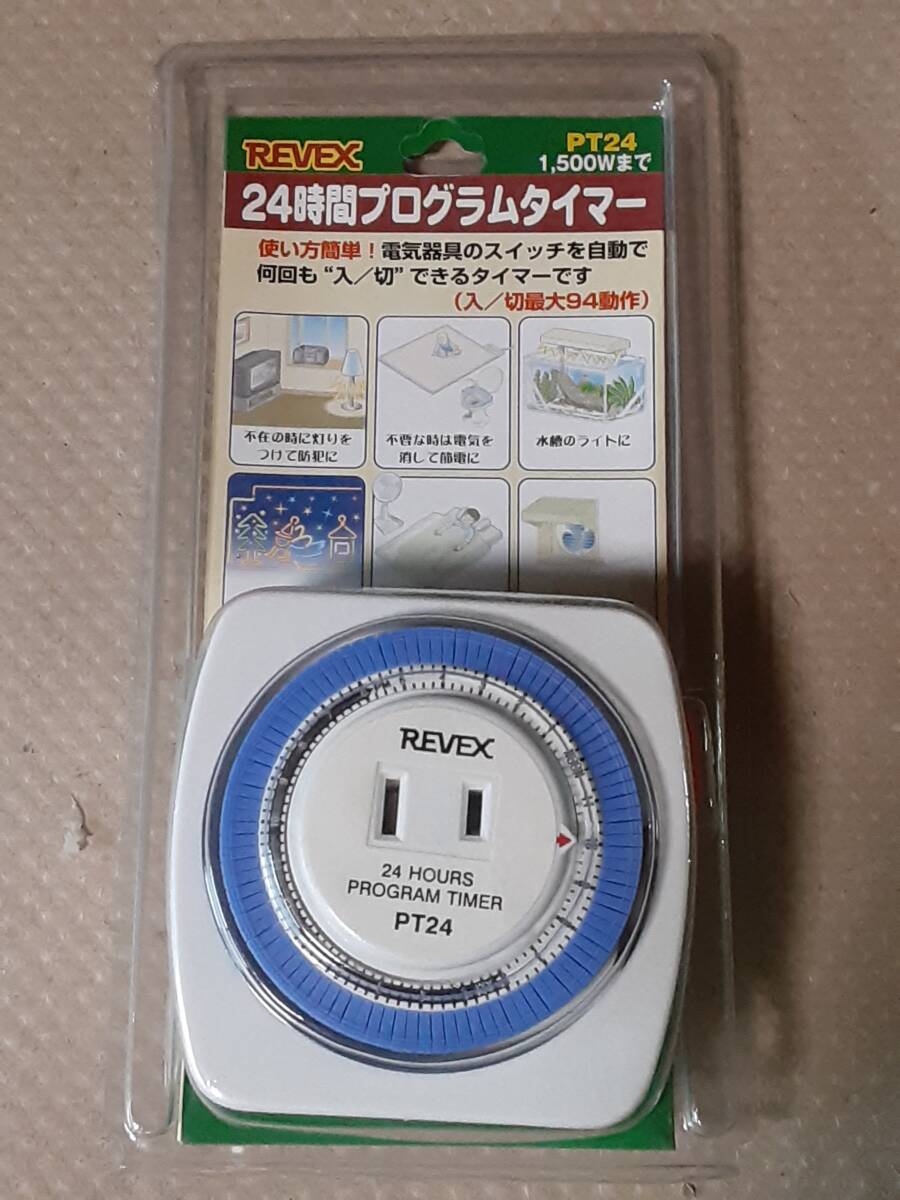 REVEX
PT24
1,500Wまで
24時間プログラムタイマー
使い方簡単！電気器具のスイッチを自動で
何回も“入／切”できるタイマーです
（入／切最大94動作）
不在の時に灯りを
つけて防犯に
不要な時は電気を
消して節電に
水槽のライトに
REVEX
24 HOURS
PROGRAM TIMER
PT24